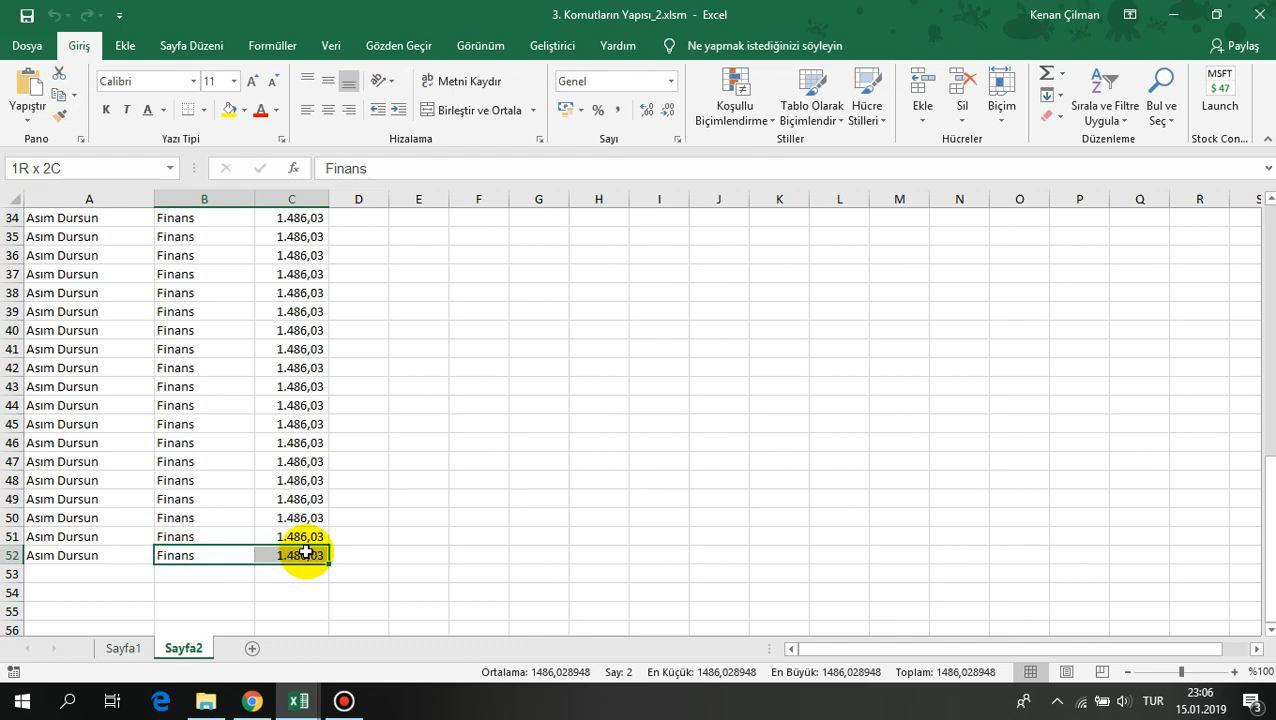 3. Komutların Yapısı_2.xlsm - Excel
Kenan Çilman
Dosya Giriş Ekle Sayfa Düzeni Formüller Veri Gözden Geçir Görünüm Geliştirici Yardım Ne yapmak istediğinizi söyleyin Paylaş
Yapıştır
Calibri 11
K T A
Metni Kaydır
Birleştir ve Ortala
Genel
Koşullu Biçimlendirme
Tablo Olarak Biçimlendir
Hücre Stilleri
Ekle Sil Biçim
Sırala ve Filtre Uygula
Bul ve Seç
MSFT
$ 47
Launch
Pano Yazı Tipi Hizalama Sayı Stiller Hücreler Düzenleme Stock Con...
1R x 2C fx Finans
A B C D E F G H I J K L M N O P Q R S
34 Asım Dursun Finans 1.486,03
35 Asım Dursun Finans 1.486,03
36 Asım Dursun Finans 1.486,03
37 Asım Dursun Finans 1.486,03
38 Asım Dursun Finans 1.486,03
39 Asım Dursun Finans 1.486,03
40 Asım Dursun Finans 1.486,03
41 Asım Dursun Finans 1.486,03
42 Asım Dursun Finans 1.486,03
43 Asım Dursun Finans 1.486,03
44 Asım Dursun Finans 1.486,03
45 Asım Dursun Finans 1.486,03
46 Asım Dursun Finans 1.486,03
47 Asım Dursun Finans 1.486,03
48 Asım Dursun Finans 1.486,03
49 Asım Dursun Finans 1.486,03
50 Asım Dursun Finans 1.486,03
51 Asım Dursun Finans 1.486,03
52 Asım Dursun Finans 1.486,03
53
54
55
56
Sayfa1 Sayfa2
Ortalama: 1486,028948 Say: 2 En Küçük: 1486,028948 En Büyük: 1486,028948 Toplam: 1486,028948 %100
TUR
23:06
15.01.2019
3